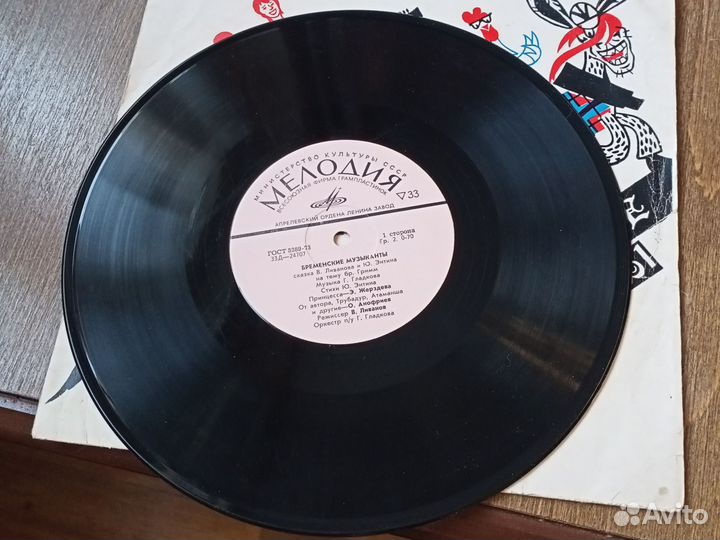 МИНИСТЕРСТВО КУЛЬТУРЫ СССР
МЕЛОДИЯ
ВСЕСОЮЗНАЯ ФИРМА ГРАМПЛАСТИНОК
33
АПРЕЛЕВСКИЙ ОРДЕНА ЛЕНИНА ЗАВОД
ГОСТ 5289-73
33Д—24707
1 сторона
Гр. 2. 0-70
БРЕМЕНСКИЕ МУЗЫКАНТЫ
сказка В. Ливанова и Ю. Энтина
на тему бр. Гримм
Музыка Г. Гладкова
Стихи Ю. Энтина
Принцесса—Э. Жерздева
От автора, Трубадур, Атаманша
и другие—О. Анофриев
Режиссер В. Ливанов
Оркестр п/у Г. Гладкова
Avito